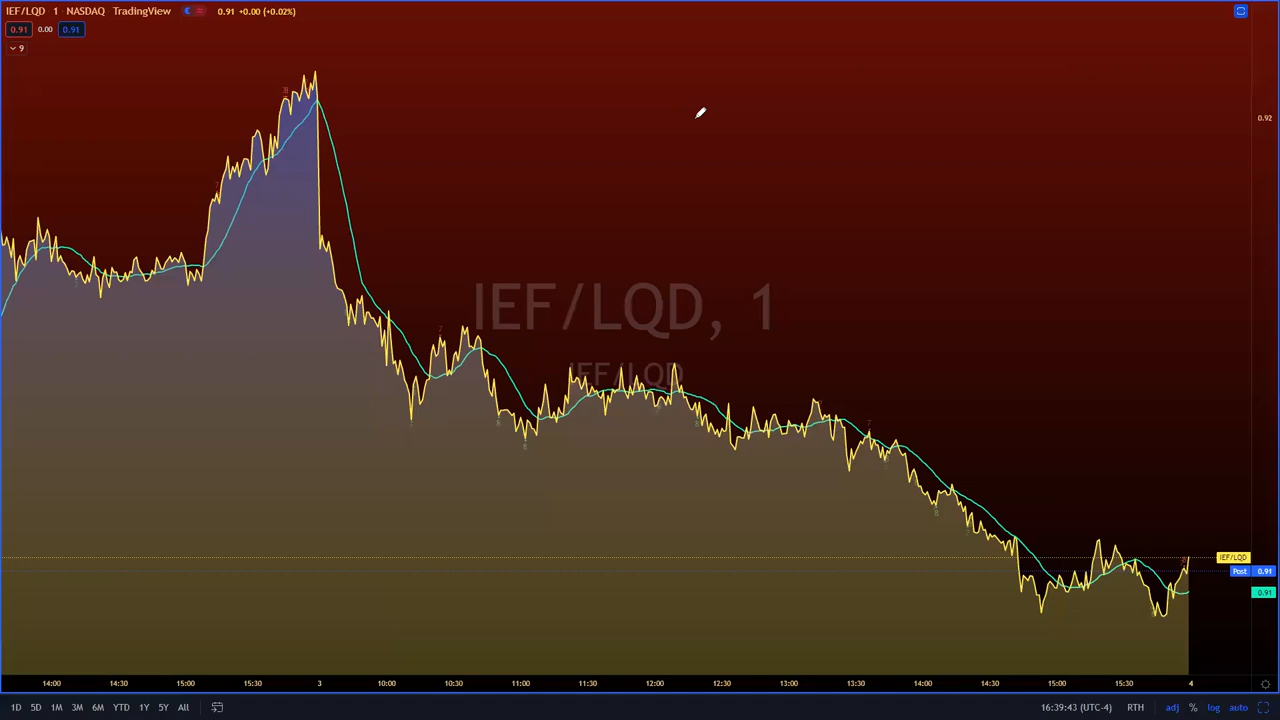 IEF/LQD 1 NASDAQ TradingView 0.91 +0.00 (+0.02%)
0.91 0.00 0.91
9
0.92
7
7
7
IEF/LQD, 1
IEF/LQD
IEF/LQD
Post 0.91
0.91
14:00 14:30 15:00 15:30 3 10:00 10:30 11:00 11:30 12:00 12:30 13:00 13:30 14:00 14:30 15:00 15:30 4
1D 5D 1M 3M 6M YTD 1Y 5Y All 16:39:43 (UTC-4) RTH adj % log auto